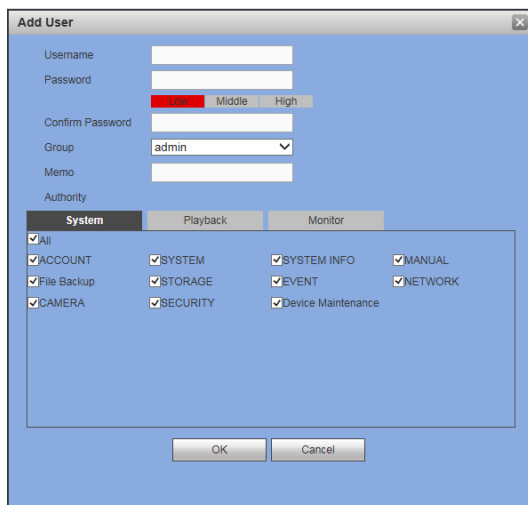 Add User
Username
Password
Low Middle High
Confirm Password
Group admin
Memo
Authority
System Playback Monitor
All
ACCOUNT SYSTEM SYSTEM INFO MANUAL
File Backup STORAGE EVENT NETWORK
CAMERA SECURITY Device Maintenance
OK Cancel